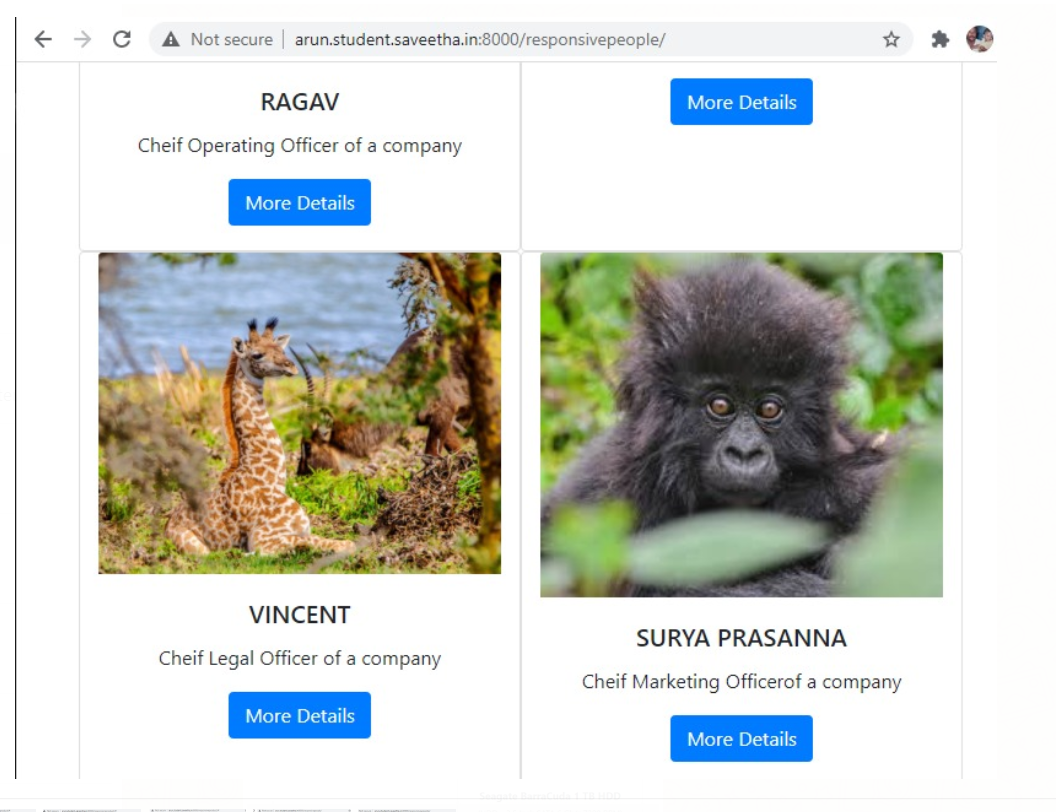 Not secure | arun.student.saveetha.in:8000/responsivepeople/
RAGAV
Cheif Operating Officer of a company
More Details
More Details
VINCENT
Cheif Legal Officer of a company
More Details
SURYA PRASANNA
Cheif Marketing Officerof a company
More Details